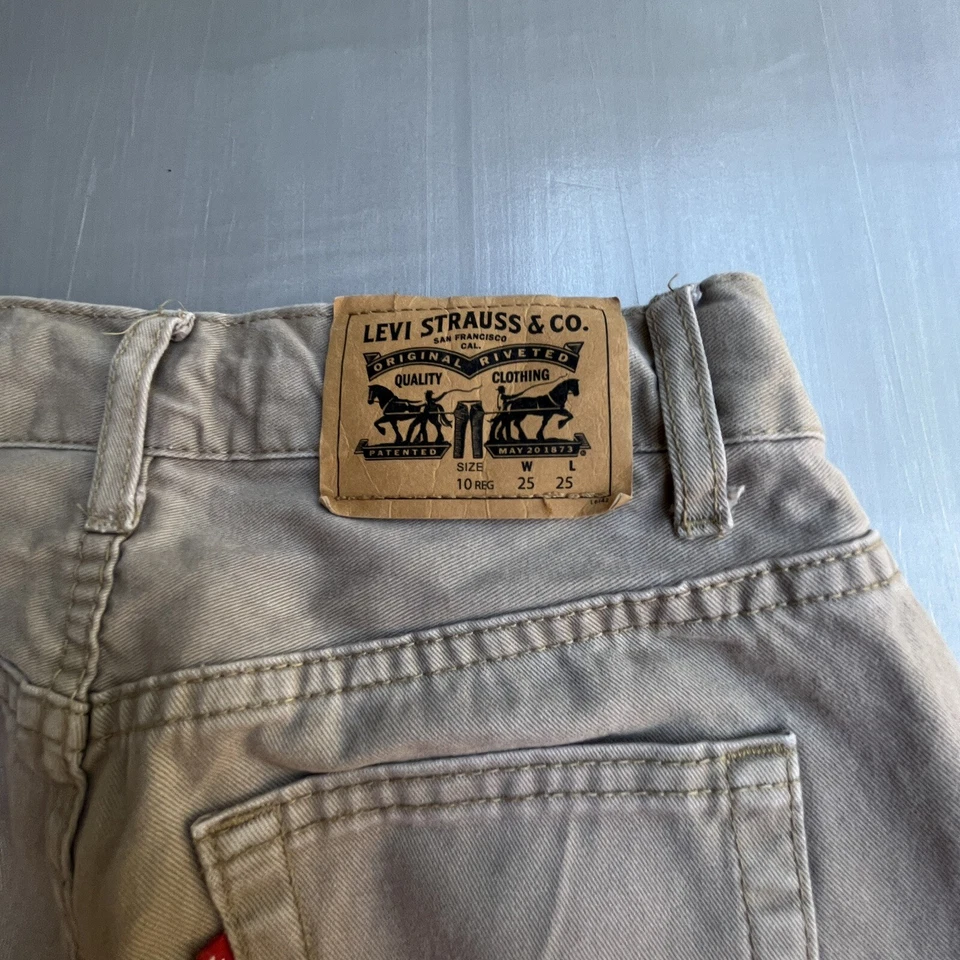 LEVI STRAUSS & CO.
SAN FRANCISCO
CAL.
ORIGINAL RIVETED
QUALITY CLOTHING
PATENTED MAY 20 1873 ®
SIZE W L
10 REG 25 25